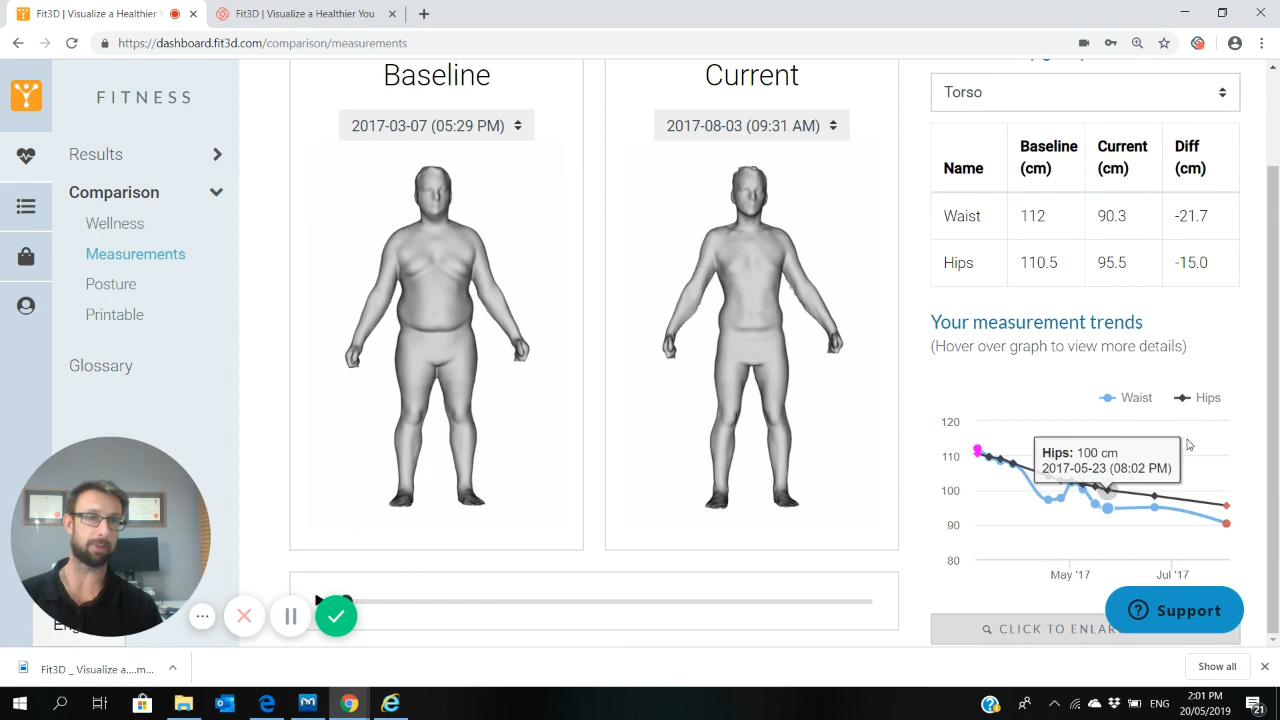 Fit3D | Visualize a Healthier Y
Fit3D | Visualize a Healthier You
https://dashboard.fit3d.com/comparison/measurements
FITNESS
Results
Comparison
Wellness
Measurements
Posture
Printable
Glossary
Baseline
2017-03-07 (05:29 PM)
Current
2017-08-03 (09:31 AM)
Torso
Name Baseline (cm) Current (cm) Diff (cm)
Waist 112 90.3 -21.7
Hips 110.5 95.5 -15.0
Your measurement trends
(Hover over graph to view more details)
Waist Hips
120
110
100
90
80
Hips: 100 cm
2017-05-23 (08:02 PM)
May '17 Jul '17
Support
CLICK TO ENLAR
Fit3D _ Visualize a....m...
Show all
ENG
2:01 PM
20/05/2019
21